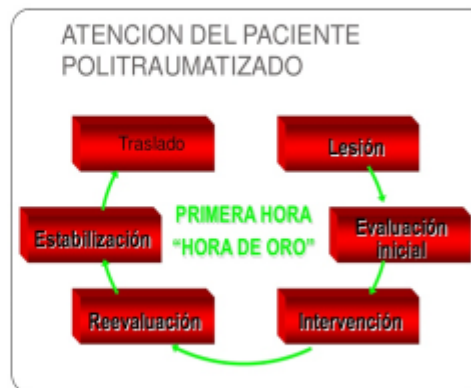 ATENCION DEL PACIENTE
POLITRAUMATIZADO
Traslado
Lesión
PRIMERA HORA
"HORA DE ORO"
Estabilización
Evaluación
inicial
Reevaluación
Intervención